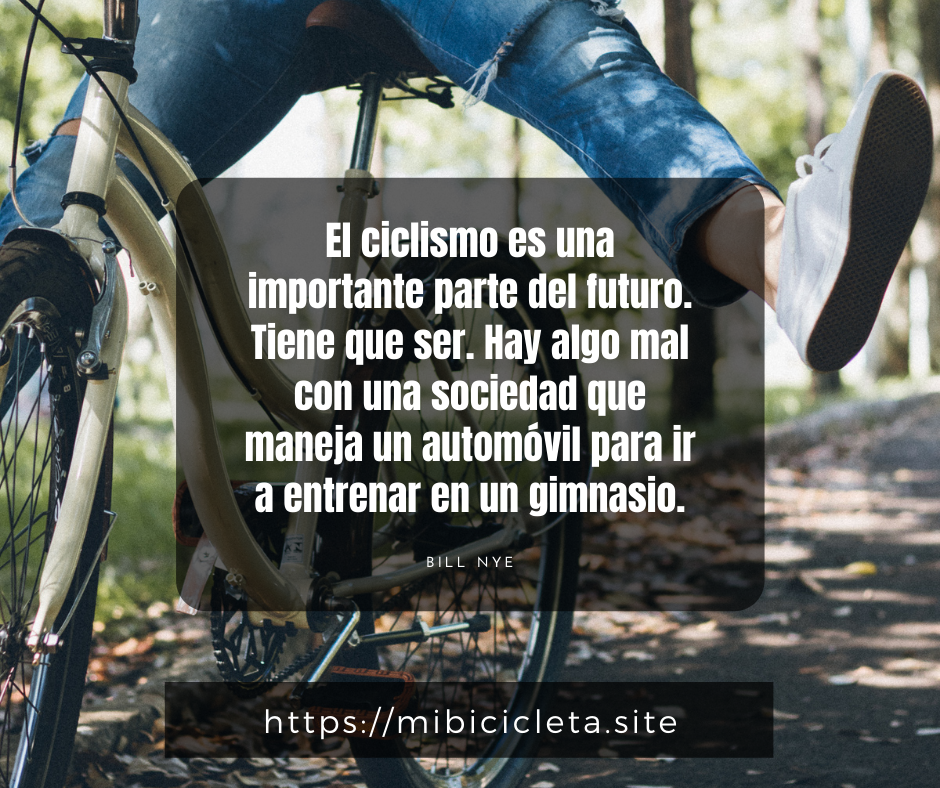 El ciclismo es una
importante parte del futuro.
Tiene que ser. Hay algo mal
con una sociedad que
maneja un automóvil para ir
a entrenar en un gimnasio.
BILL NYE
https://mibicicleta.site